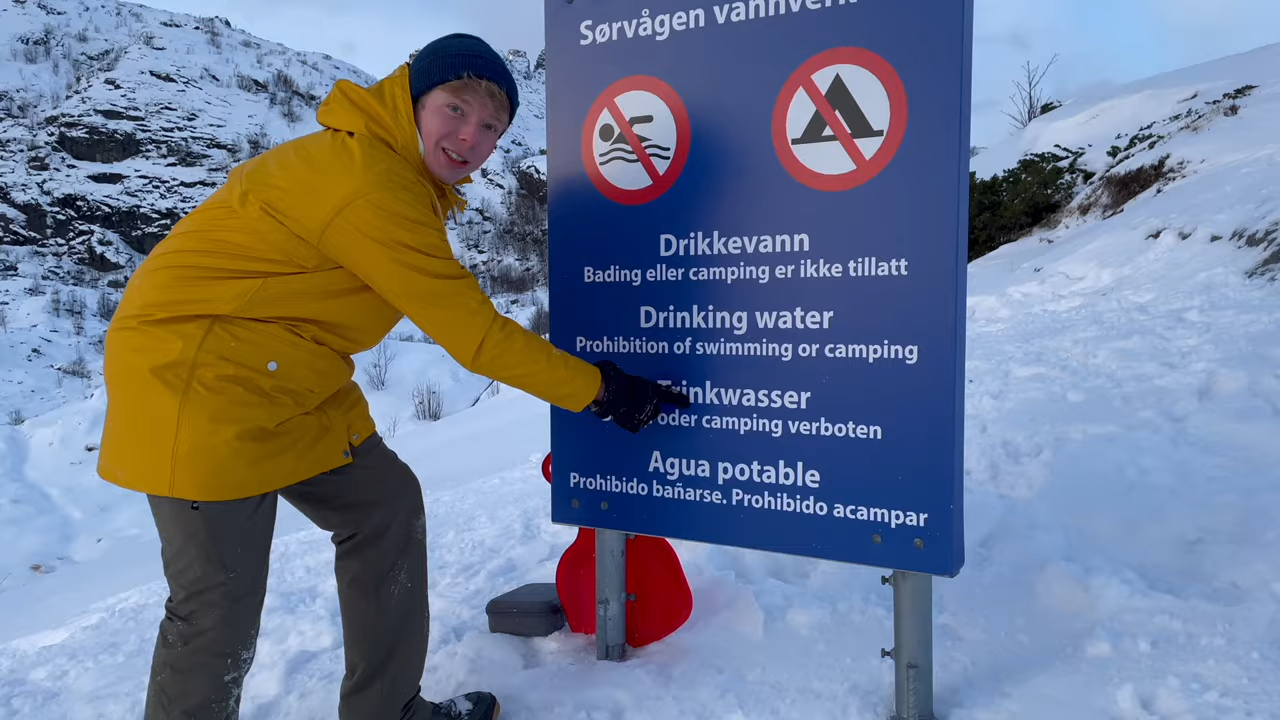 Sørvågen vannverk
Drikkevann
Bading eller camping er ikke tillatt
Drinking water
Prohibition of swimming or camping
Trinkwasser
oder camping verboten
Agua potable
Prohibido bañarse. Prohibido acampar